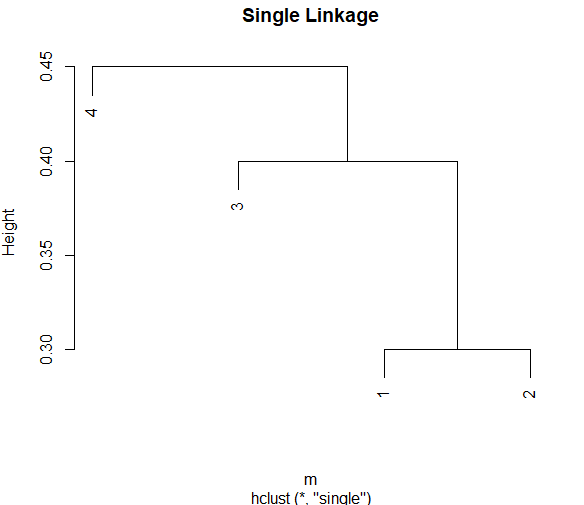 Single Linkage
Height
0.45
0.40
0.35
0.30
4
3
1
2
m
hclust (*, "single")